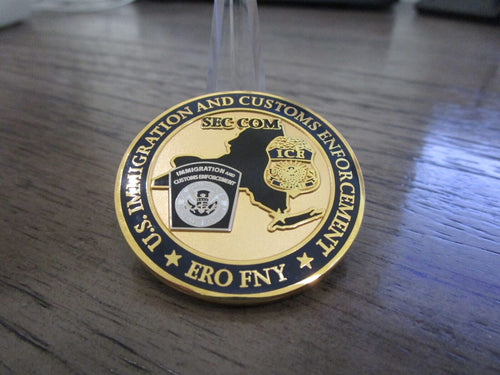 U.S. IMMIGRATION AND CUSTOMS ENFORCEMENT
SEC COM
ICE
IMMIGRATION AND
CUSTOMS ENFORCEMENT
ERO FNY